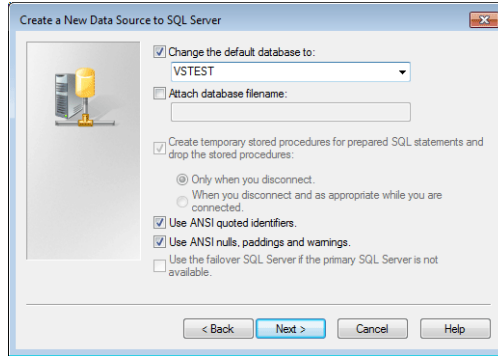 Create a New Data Source to SQL Server
Change the default database to:
VSTEST
Attach database filename:
Create temporary stored procedures for prepared SQL statements and
drop the stored procedures:
Only when you disconnect.
When you disconnect and as appropriate while you are
connected.
Use ANSI quoted identifiers.
Use ANSI nulls, paddings and warnings.
Use the failover SQL Server if the primary SQL Server is not
available.
< Back Next > Cancel Help